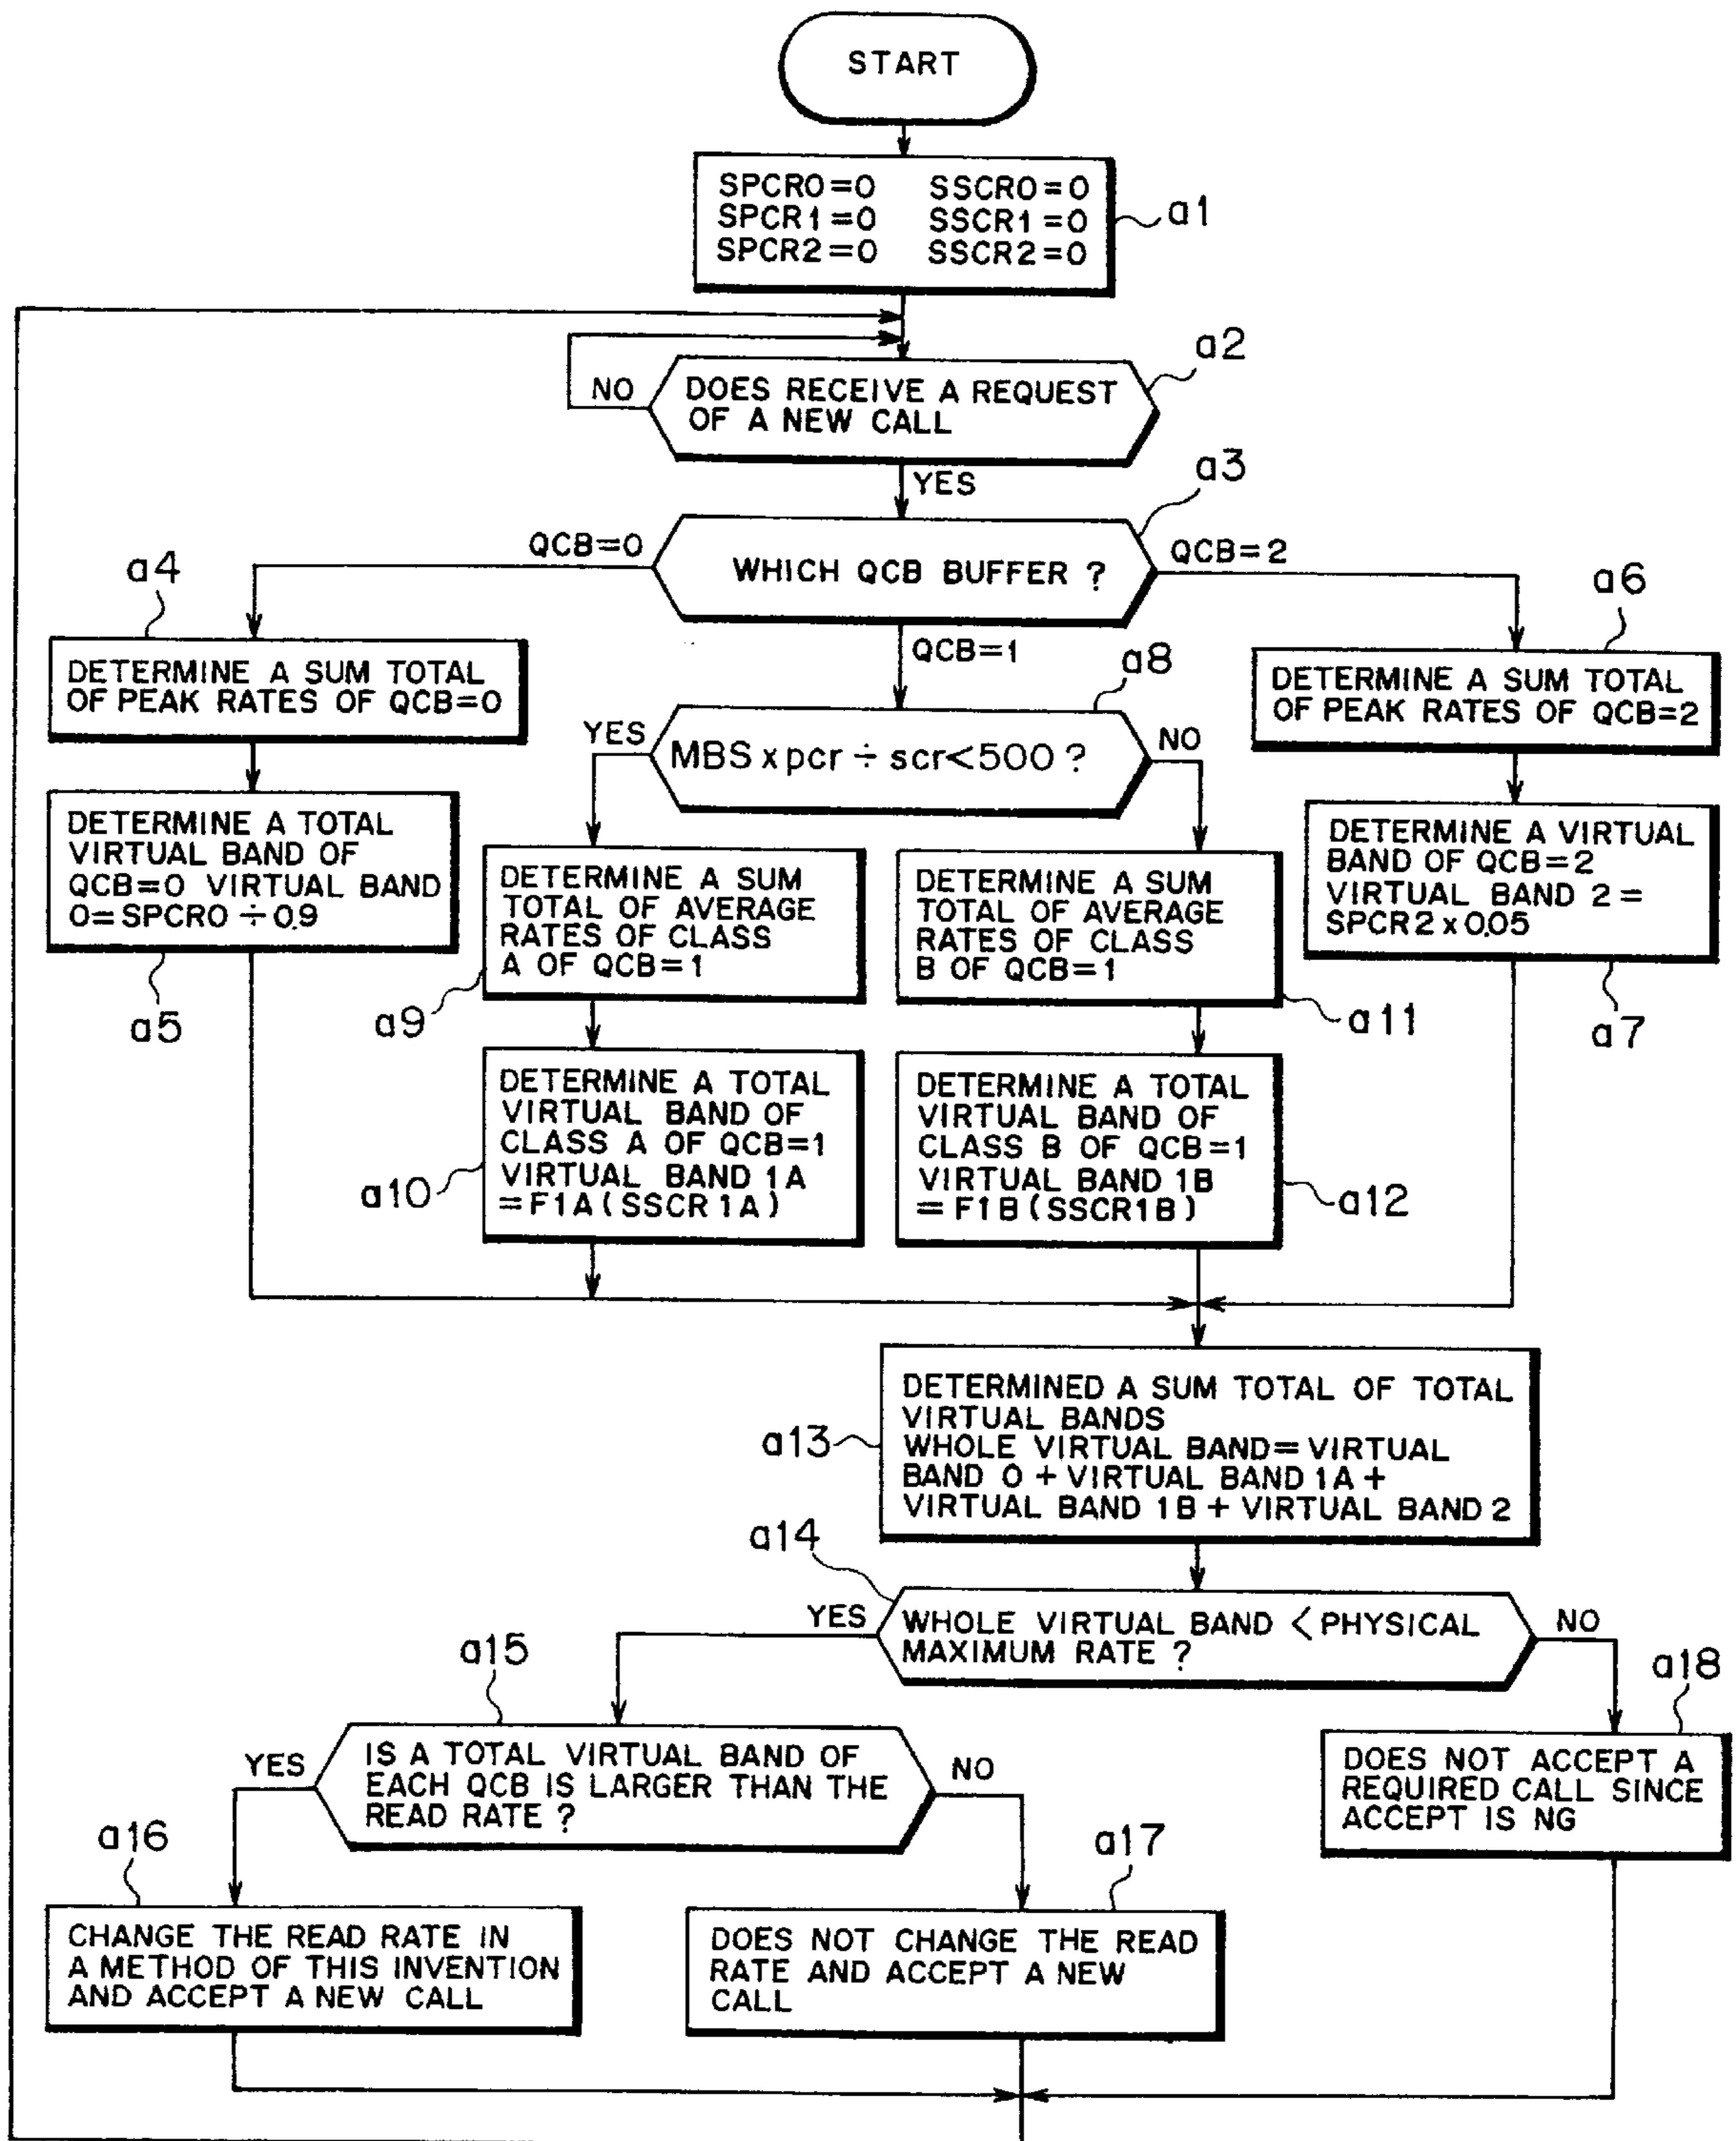 START
SPCR0=0 SSCR0=0
SPCR1=0 SSCR1=0
SPCR2=0 SSCR2=0
a1
a2
DOES RECEIVE A REQUEST
OF A NEW CALL
NO
YES
a3
WHICH QCB BUFFER ?
QCB=0
QCB=2
QCB=1
a4
DETERMINE A SUM TOTAL
OF PEAK RATES OF QCB=0
a6
DETERMINE A SUM TOTAL
OF PEAK RATES OF QCB=2
a8
YES
MBS x pcr ÷ scr<500 ?
NO
DETERMINE A TOTAL
VIRTUAL BAND OF
QCB=0 VIRTUAL BAND
0=SPCR0 ÷ 0.9
a5
DETERMINE A SUM
TOTAL OF AVERAGE
RATES OF CLASS
A OF QCB=1
a9
DETERMINE A SUM
TOTAL OF AVERAGE
RATES OF CLASS
B OF QCB=1
a11
DETERMINE A VIRTUAL
BAND OF QCB=2
VIRTUAL BAND 2=
SPCR2 x 0.05
a7
DETERMINE A TOTAL
VIRTUAL BAND OF
CLASS A OF QCB=1
VIRTUAL BAND 1A
=F1A(SSCR1A)
a10
DETERMINE A TOTAL
VIRTUAL BAND OF
CLASS B OF QCB=1
VIRTUAL BAND 1B
=F1B(SSCR1B)
a12
DETERMINED A SUM TOTAL OF TOTAL
VIRTUAL BANDS
WHOLE VIRTUAL BAND=VIRTUAL
BAND 0+VIRTUAL BAND 1A+
VIRTUAL BAND 1B+VIRTUAL BAND 2
a13
a14
YES
WHOLE VIRTUAL BAND <PHYSICAL
MAXIMUM RATE ?
NO
a15
YES
IS A TOTAL VIRTUAL BAND OF
EACH QCB IS LARGER THAN THE
READ RATE ?
NO
a18
DOES NOT ACCEPT A
REQUIRED CALL SINCE
ACCEPT IS NG
a16
CHANGE THE READ RATE IN
A METHOD OF THIS INVENTION
AND ACCEPT A NEW CALL
a17
DOES NOT CHANGE THE READ
RATE AND ACCEPT A NEW
CALL